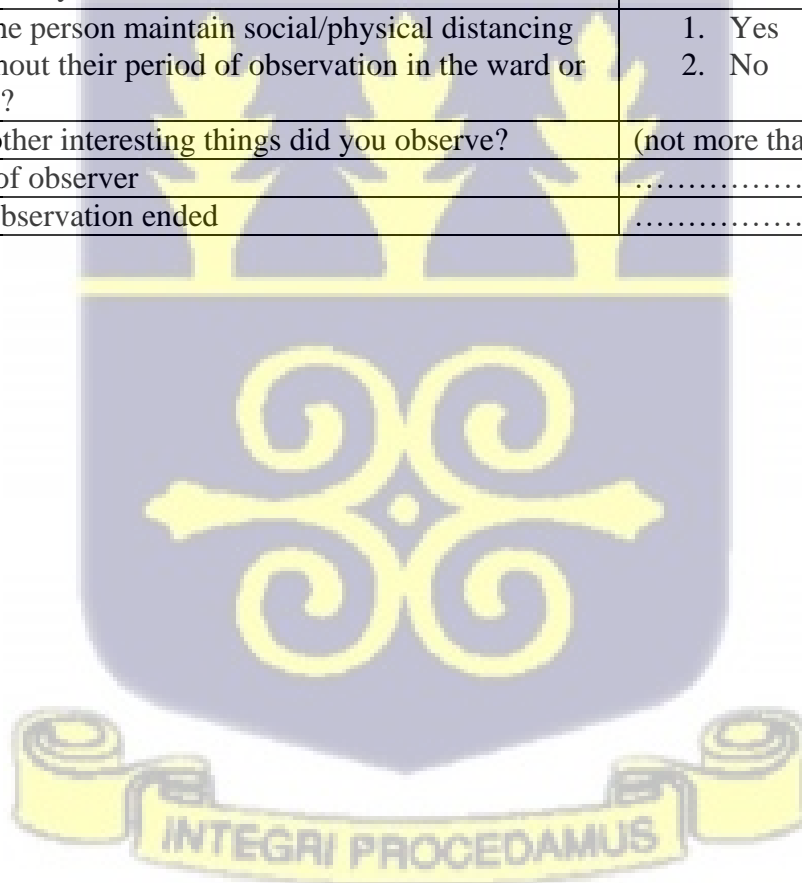 ne person maintain social/physical distancing 1. Yes
hout their period of observation in the ward or 2. No
?
other interesting things did you observe? (not more tha
of observer ……………
bservation ended ……………
INTEGRI PROCEDAMUS